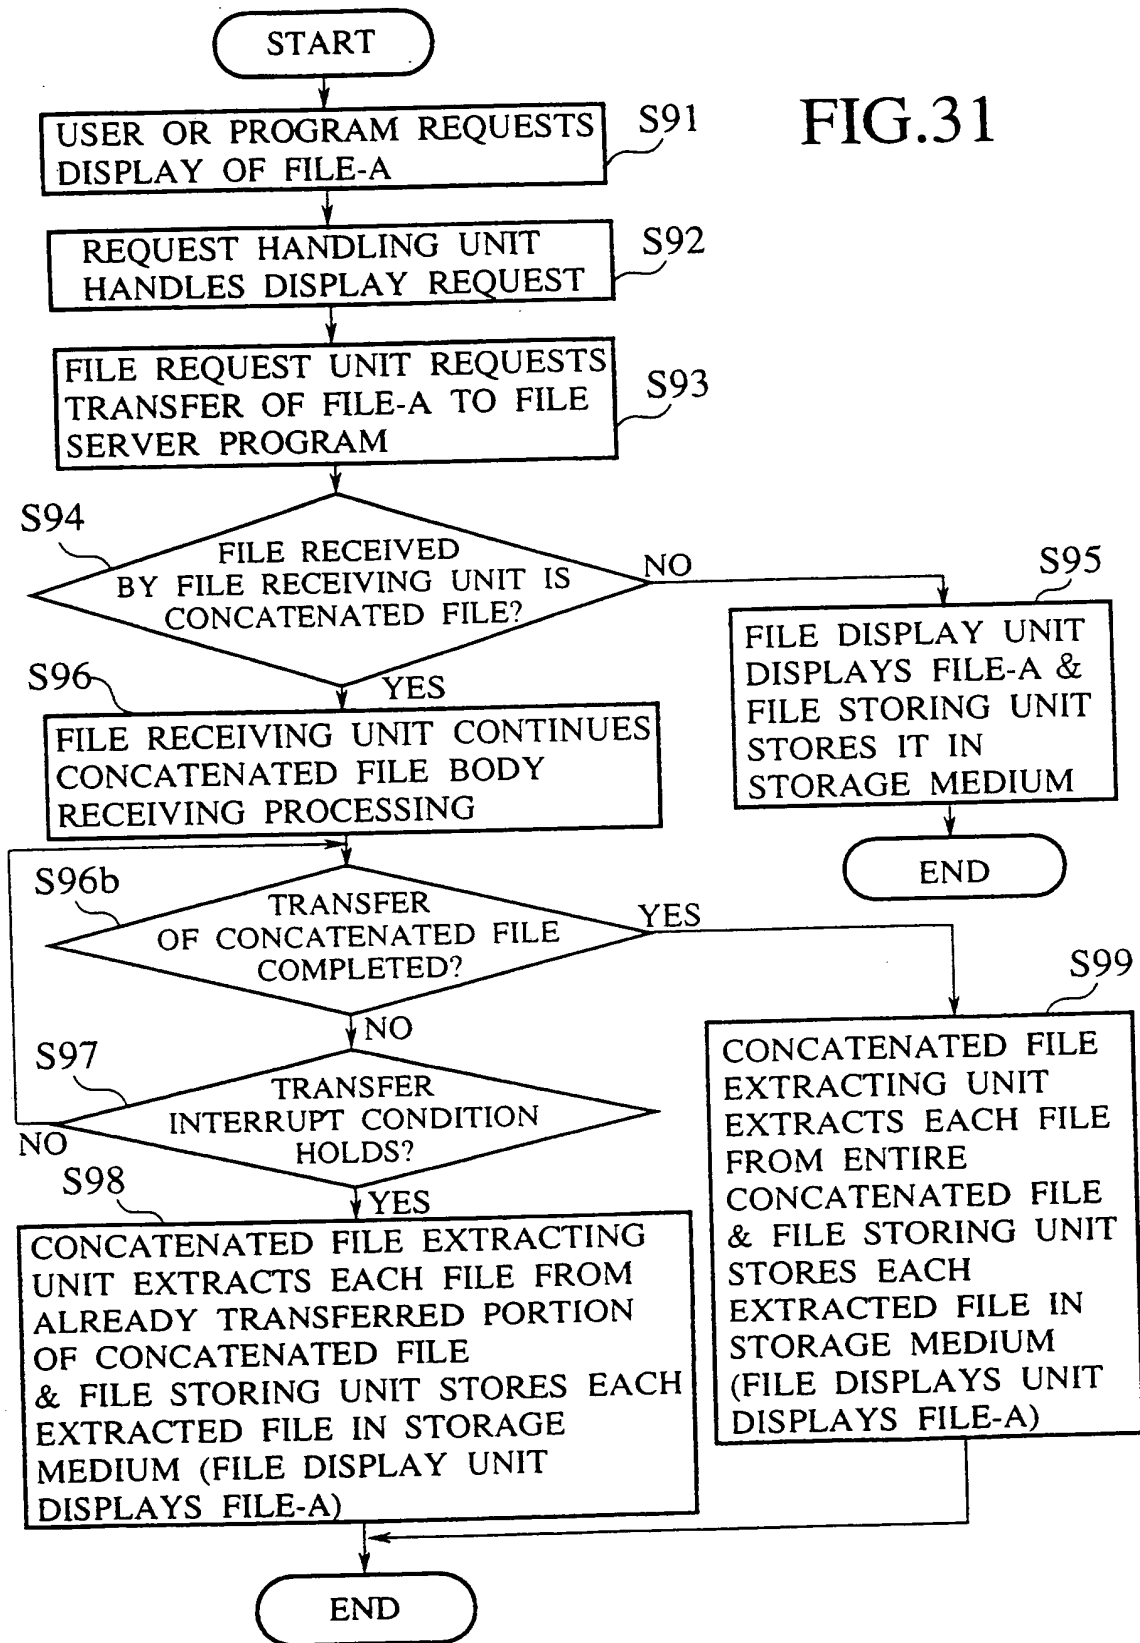 START
FIG.31
S91
USER OR PROGRAM REQUESTS
DISPLAY OF FILE-A
S92
REQUEST HANDLING UNIT
HANDLES DISPLAY REQUEST
S93
FILE REQUEST UNIT REQUESTS
TRANSFER OF FILE-A TO FILE
SERVER PROGRAM
S94
FILE RECEIVED
BY FILE RECEIVING UNIT IS
CONCATENATED FILE?
NO
S95
FILE DISPLAY UNIT
DISPLAYS FILE-A &
FILE STORING UNIT
STORES IT IN
STORAGE MEDIUM
END
YES
S96
FILE RECEIVING UNIT CONTINUES
CONCATENATED FILE BODY
RECEIVING PROCESSING
S96b
TRANSFER
OF CONCATENATED FILE
COMPLETED?
YES
NO
S97
TRANSFER
INTERRUPT CONDITION
HOLDS?
NO
YES
S98
CONCATENATED FILE EXTRACTING
UNIT EXTRACTS EACH FILE FROM
ALREADY TRANSFERRED PORTION
OF CONCATENATED FILE
& FILE STORING UNIT STORES EACH
EXTRACTED FILE IN STORAGE
MEDIUM (FILE DISPLAY UNIT
DISPLAYS FILE-A)
S99
CONCATENATED FILE
EXTRACTING UNIT
EXTRACTS EACH FILE
FROM ENTIRE
CONCATENATED FILE
& FILE STORING UNIT
STORES EACH
EXTRACTED FILE IN
STORAGE MEDIUM
(FILE DISPLAYS UNIT
DISPLAYS FILE-A)
END